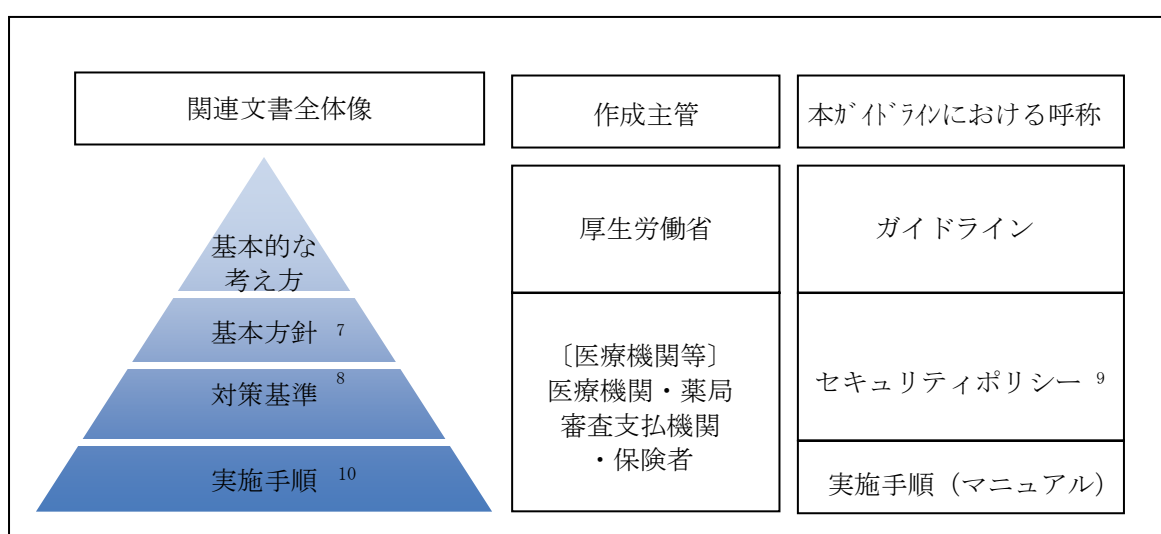 関連文書全体像
作成主管
本ｶﾞｲﾄﾞﾗｲﾝにおける呼称
基本的な
考え方
厚生労働省
ガイドライン
基本方針 7
対策基準 8
実施手順 10
〔医療機関等〕
医療機関・薬局
審査支払機関
・保険者
セキュリティポリシー 9
実施手順（マニュアル）